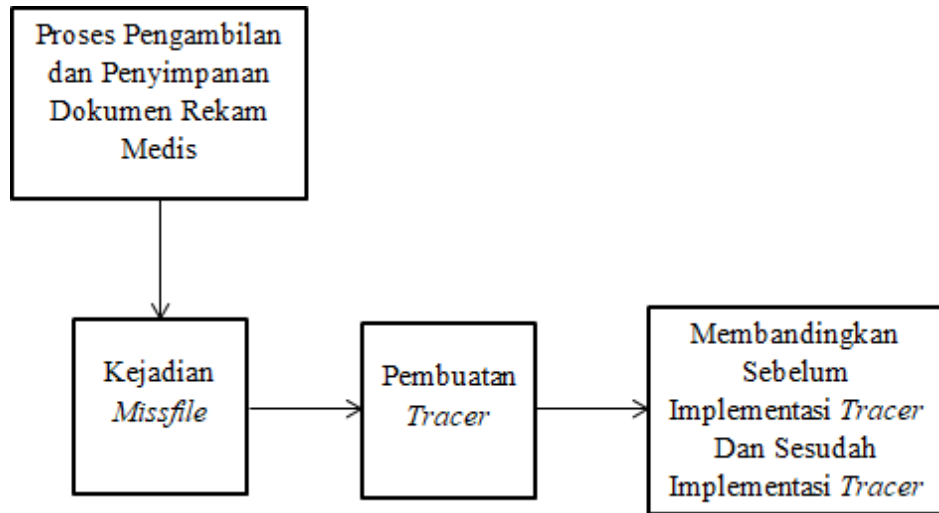 Proses Pengambilan
dan Penyimpanan
Dokumen Rekam
Medis
Kejadian
Missfile
Pembuatan
Tracer
Membandingkan
Sebelum
Implementasi Tracer
Dan Sesudah
Implementasi Tracer